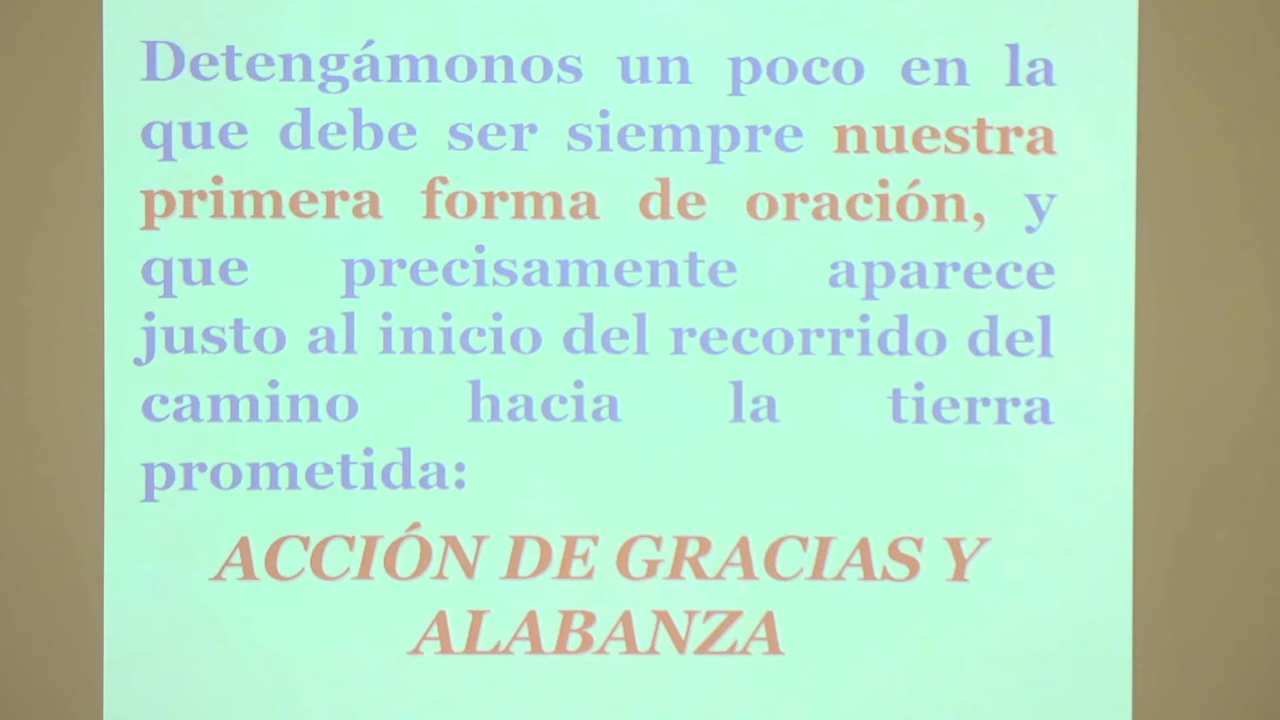 Detengámonos un poco en la
que debe ser siempre nuestra
primera forma de oración, y
que precisamente aparece
justo al inicio del recorrido del
camino hacia la tierra
prometida:
ACCIÓN DE GRACIAS Y
ALABANZA